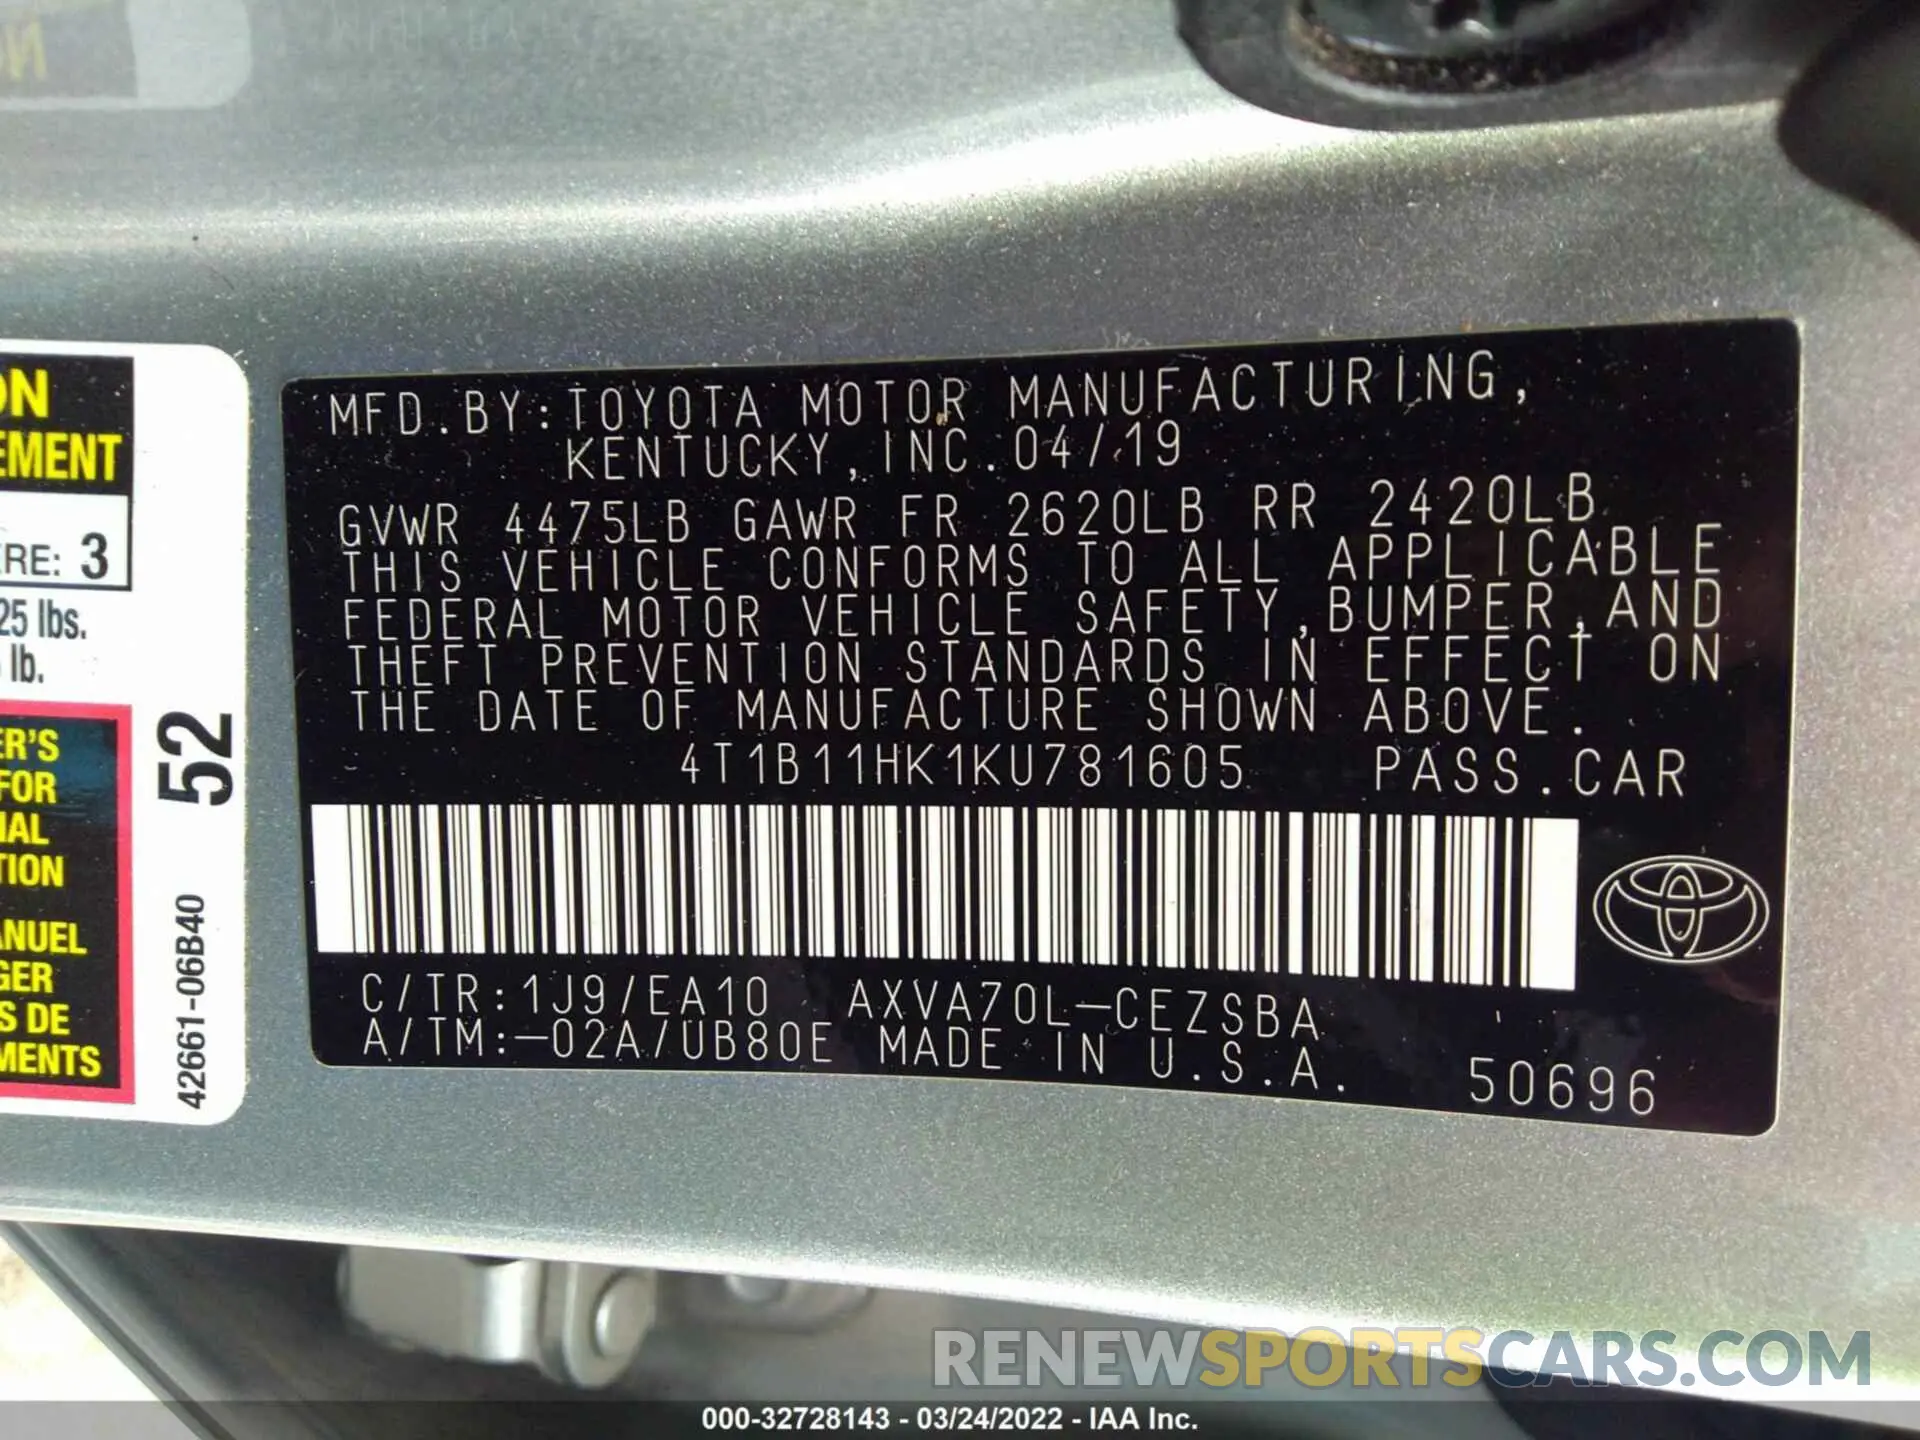 ON
EMENT
ERE: 3
25 lbs.
lb.
ER'S
FOR
IAL
TION
ANUEL
GER
S DE
MENTS
52
42661-06B40
MFD.BY:TOYOTA MOTOR MANUFACTURING,
KENTUCKY,INC.04/19
GVWR 4475LB GAWR FR 2620LB RR 2420LB
THIS VEHICLE CONFORMS TO ALL APPLICABLE
FEDERAL MOTOR VEHICLE SAFETY,BUMPER,AND
THEFT PREVENTION STANDARDS IN EFFECT ON
THE DATE OF MANUFACTURE SHOWN ABOVE.
4T1B11HK1KU781605 PASS.CAR
C/TR:1J9/EA10 AXVA70L-CEZSBA
A/TM:-02A/UB80E MADE IN U.S.A.
50696
RENEWSPORTSCARS.COM
000-32728143 - 03/24/2022 - IAA Inc.